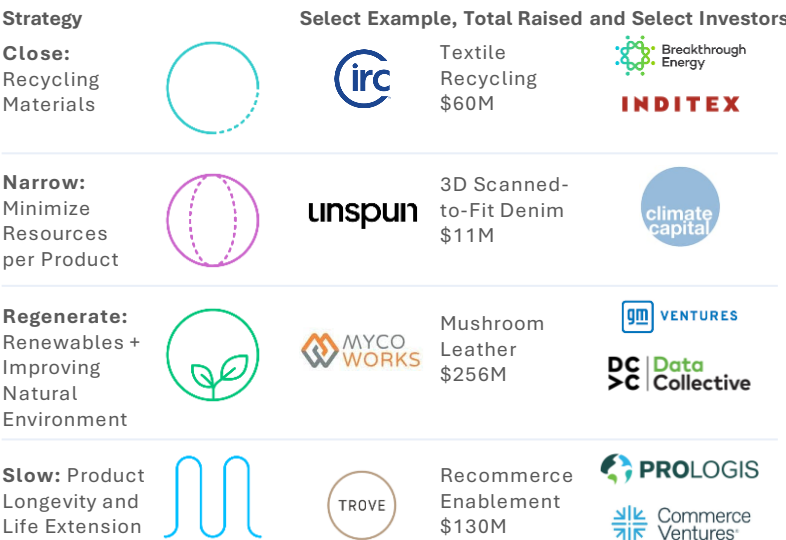 Strategy
Select Example, Total Raised and Select Investors
Close:
Recycling
Materials
irc
Textile
Recycling
$60M
Breakthrough
Energy
INDITEX
Narrow:
Minimize
Resources
per Product
unspun
3D Scanned-
to-Fit Denim
$11M
climate
capital
Regenerate:
Renewables +
Improving
Natural
Environment
MYCO
WORKS
Mushroom
Leather
$256M
gm VENTURES
DC Data
>C Collective
Slow: Product
Longevity and
Life Extension
TROVE
Recommerce
Enablement
$130M
PROLOGIS
Commerce
Ventures